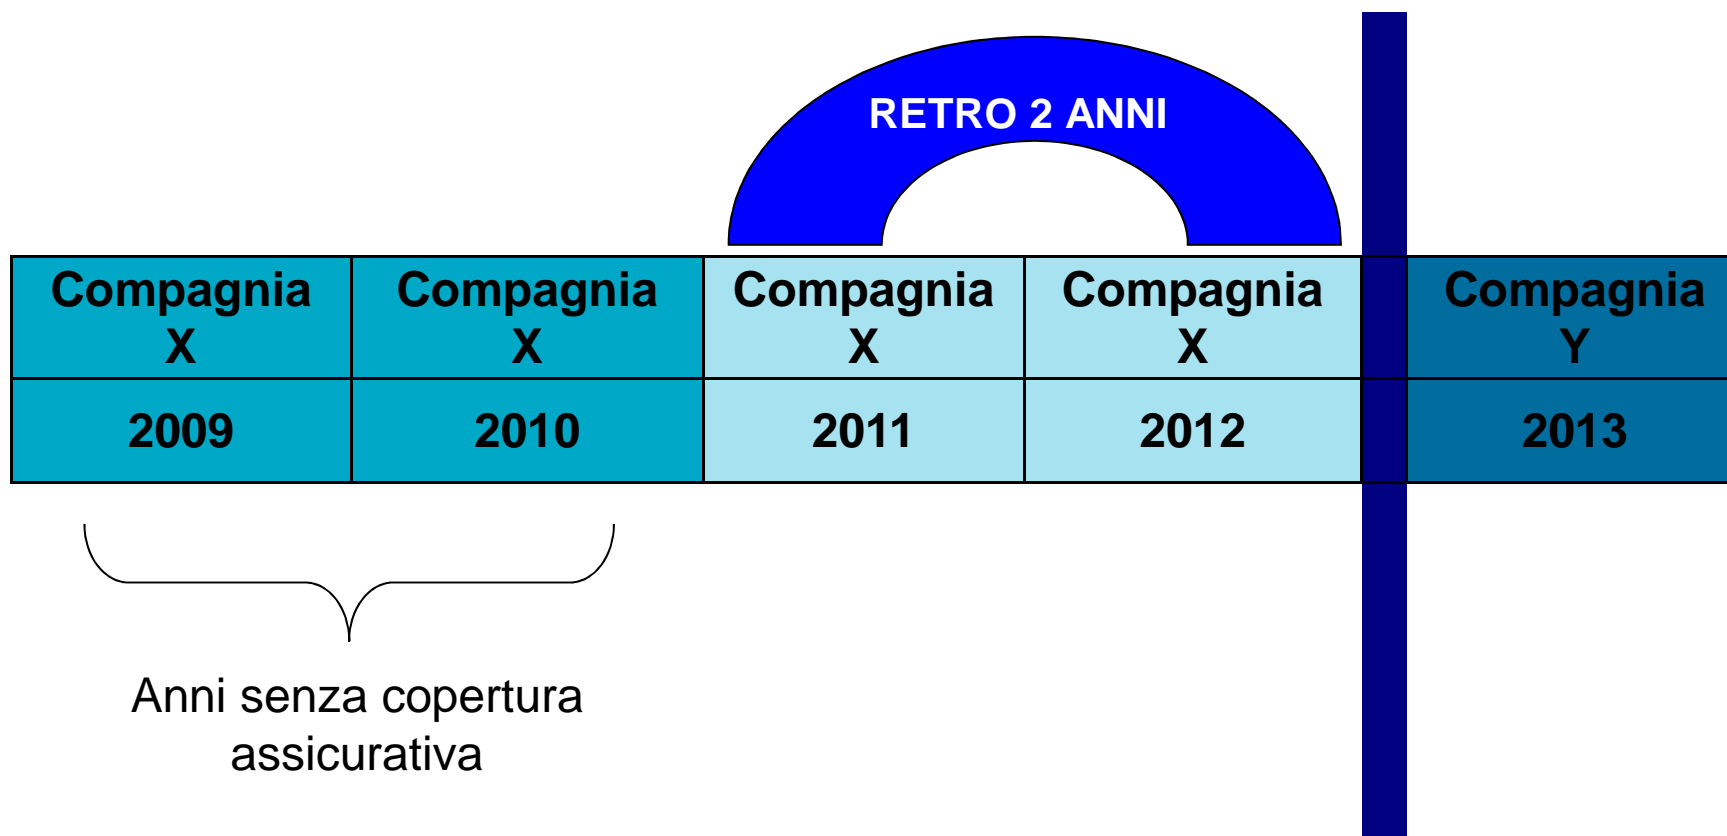 RETRO 2 ANNI
Compagnia Compagnia Compagnia Compagnia Compagnia
X X X X Y
2009 2010 2011 2012 2013
Anni senza copertura
assicurativa